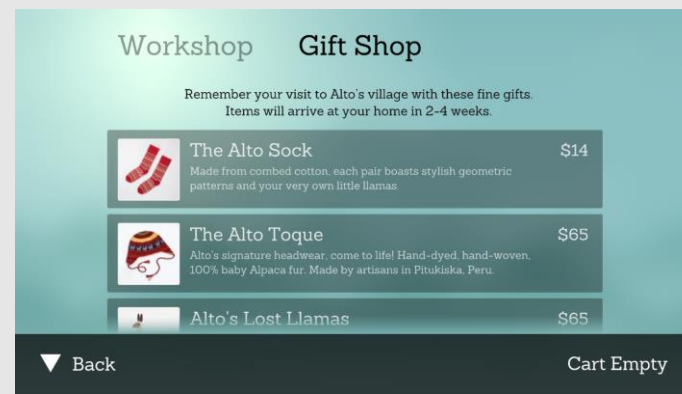 Workshop Gift Shop
Remember your visit to Alto's village with these fine gifts.
Items will arrive at your home in 2-4 weeks.
The Alto Sock $14
Made from combed cotton, each pair boasts stylish geometric
patterns and your very own little llamas.
The Alto Toque $65
Alto's signature headwear, come to life! Hand-dyed, hand-woven,
100% baby Alpaca fur. Made by artisans in Pitukiska, Peru.
Alto's Lost Llamas $65
Back Cart Empty